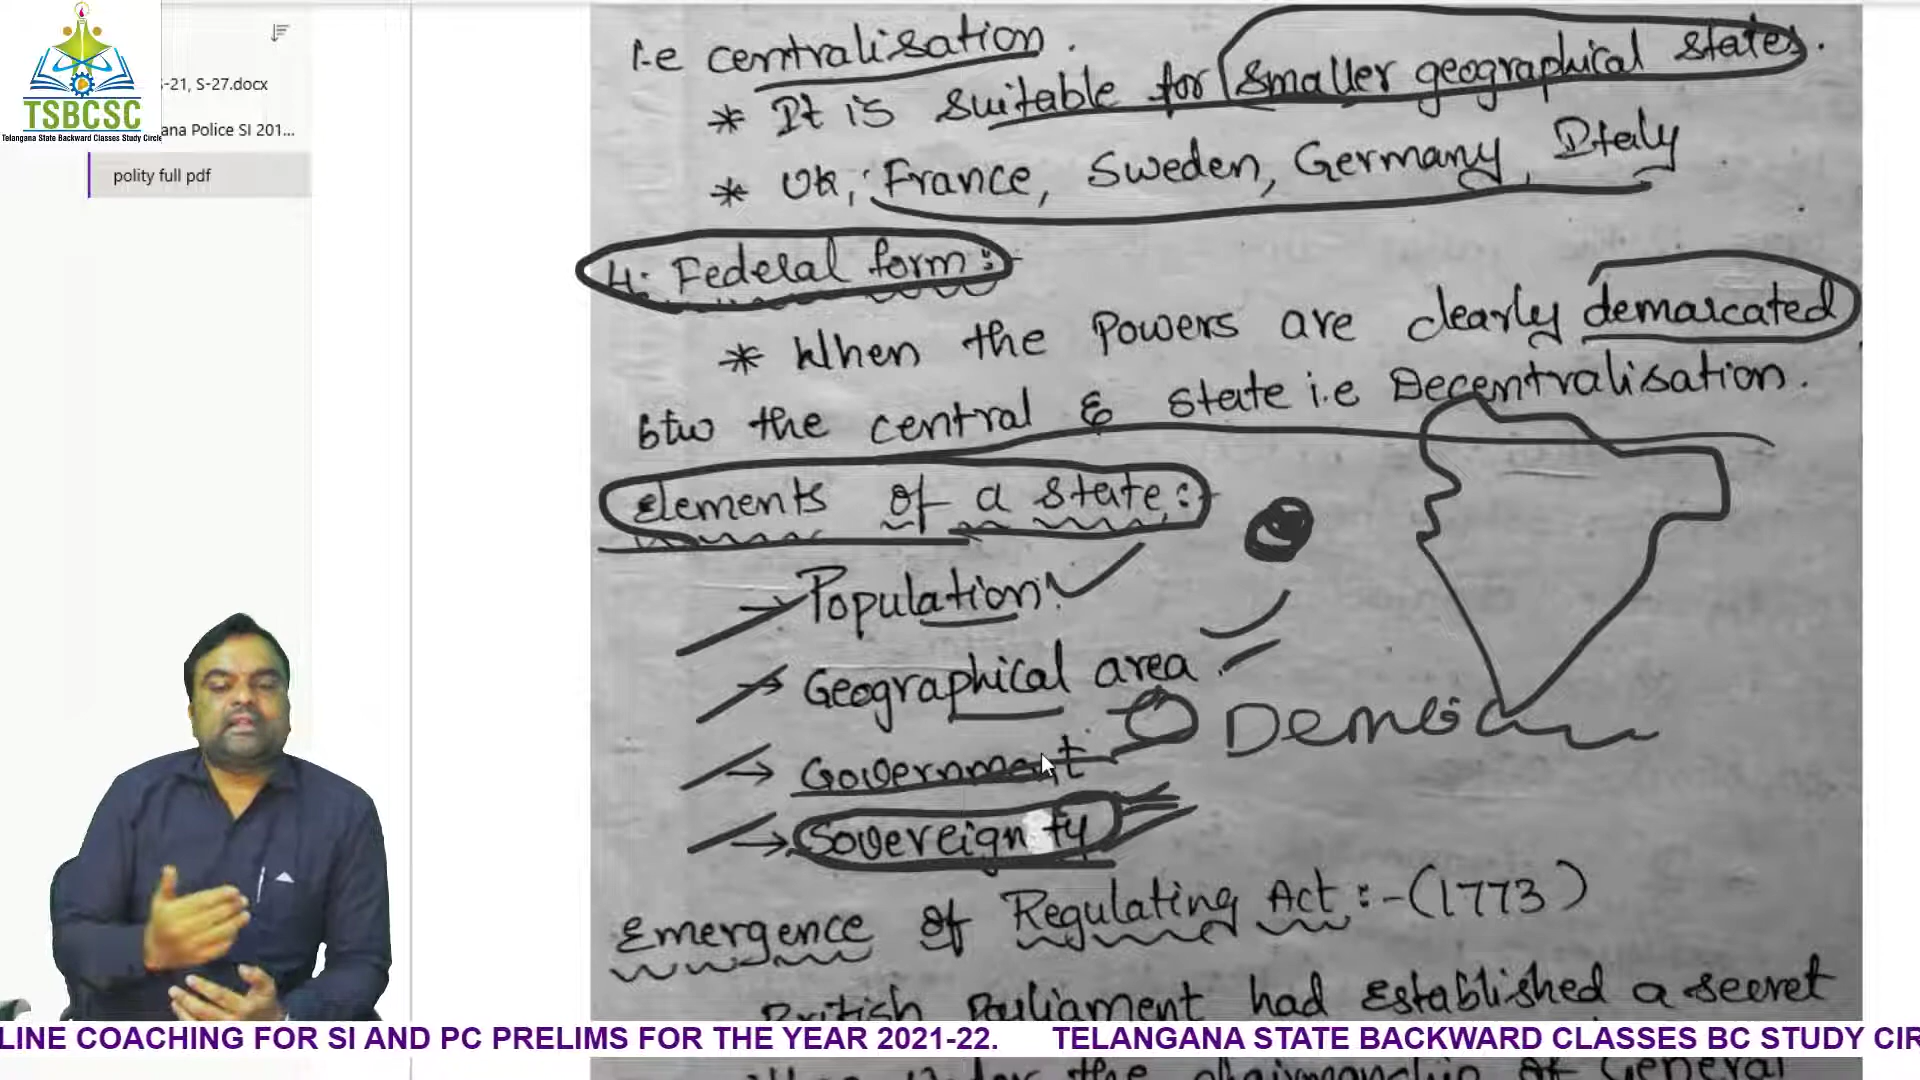 TSBCSC
Telangana State Backward Classes Study Circle
-21, S-27.docx
ana Police SI 201...
polity full pdf
i.e centralisation.
* It is suitable for smaller geographical states.
* UK, France, Sweden, Germany, Italy
4. Federal form:-
* When the powers are clearly demarcated
btw the central & state i.e Decentralisation.
elements of a state:-
→ Population.
→ Geographical area.
→ Government
→ Sovereignty
Emergence of Regulating Act:-(1773)
British Parliament had established a secret
LINE COACHING FOR SI AND PC PRELIMS FOR THE YEAR 2021-22. TELANGANA STATE BACKWARD CLASSES BC STUDY CIR
the chairmanship of General